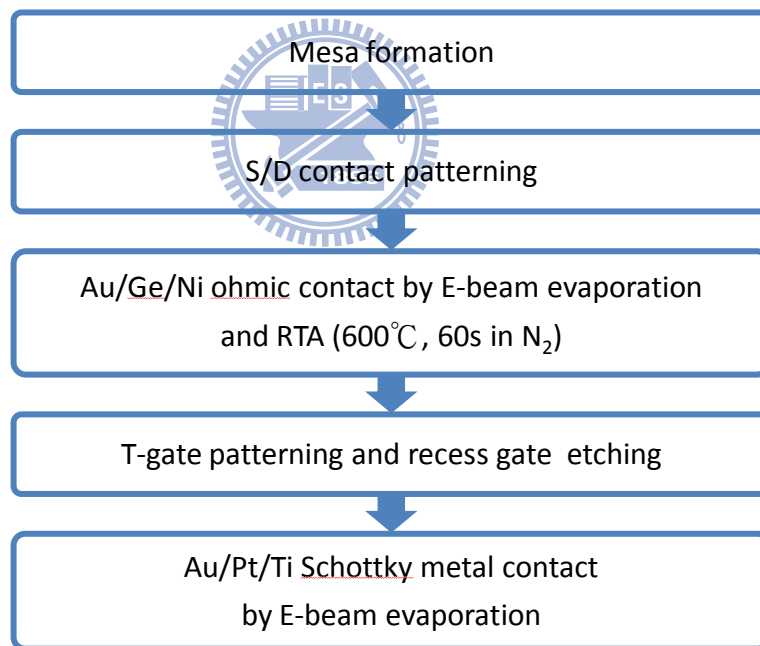 Mesa formation
S/D contact patterning
Au/Ge/Ni ohmic contact by E-beam evaporation
and RTA (600℃, 60s in N₂)
T-gate patterning and recess gate etching
Au/Pt/Ti Schottky metal contact
by E-beam evaporation